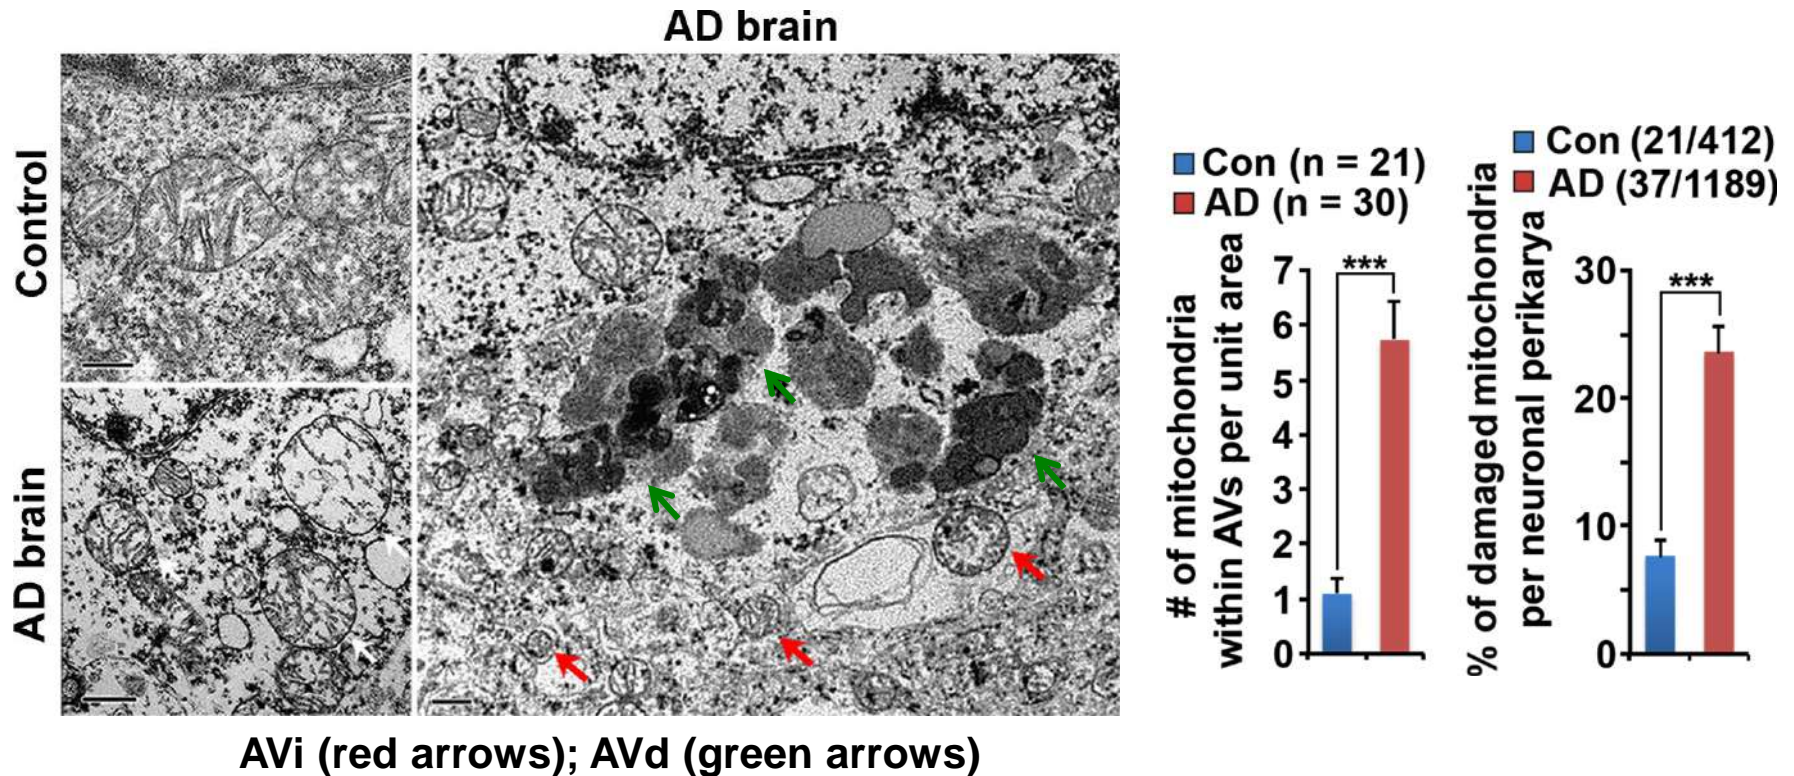 AD brain
Control
AD brain
AVi (red arrows); AVd (green arrows)
Con (n = 21)
AD (n = 30)
# of mitochondria
within AVs per unit area
7
6
5
4
3
2
1
0
***
Con (21/412)
AD (37/1189)
% of damaged mitochondria
per neuronal perikarya
30
20
10
0
***